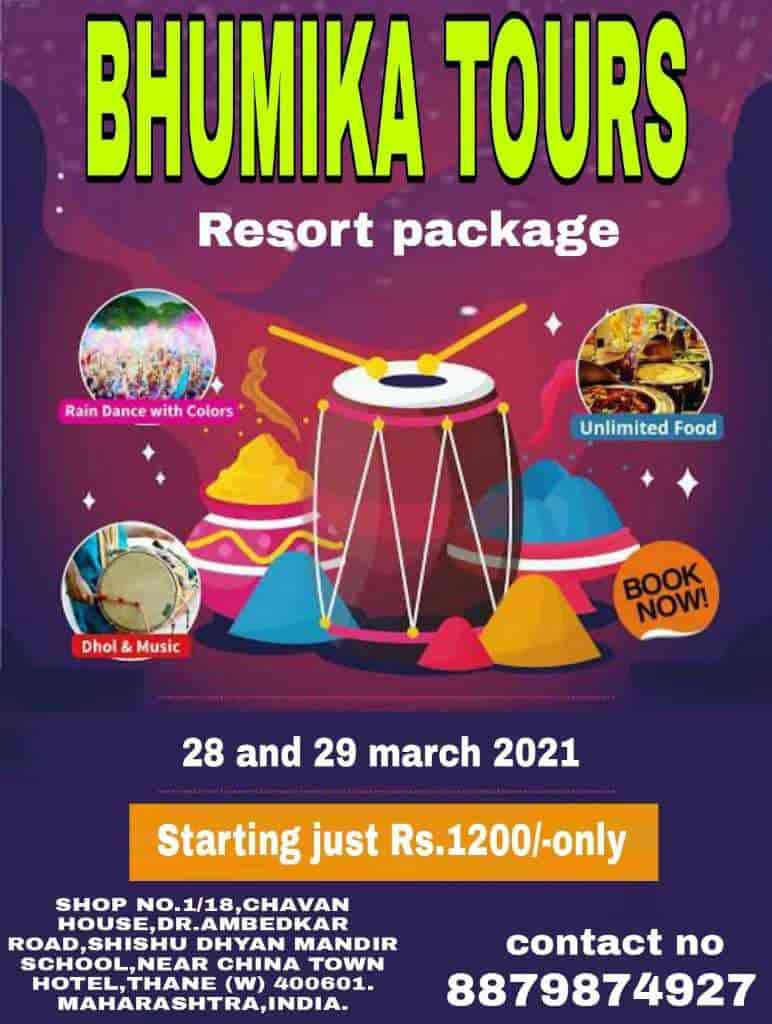 BHUMIKA TOURS
Resort package
Rain Dance with Colors
Unlimited Food
BOOK
NOW!
Dhol & Music
28 and 29 march 2021
Starting just Rs.1200/-only
SHOP NO.1/18,CHAVAN
HOUSE,DR.AMBEDKAR
ROAD,SHISHU DHYAN MANDIR
SCHOOL,NEAR CHINA TOWN
HOTEL,THANE (W) 400601.
MAHARASHTRA,INDIA.
contact no
8879874927